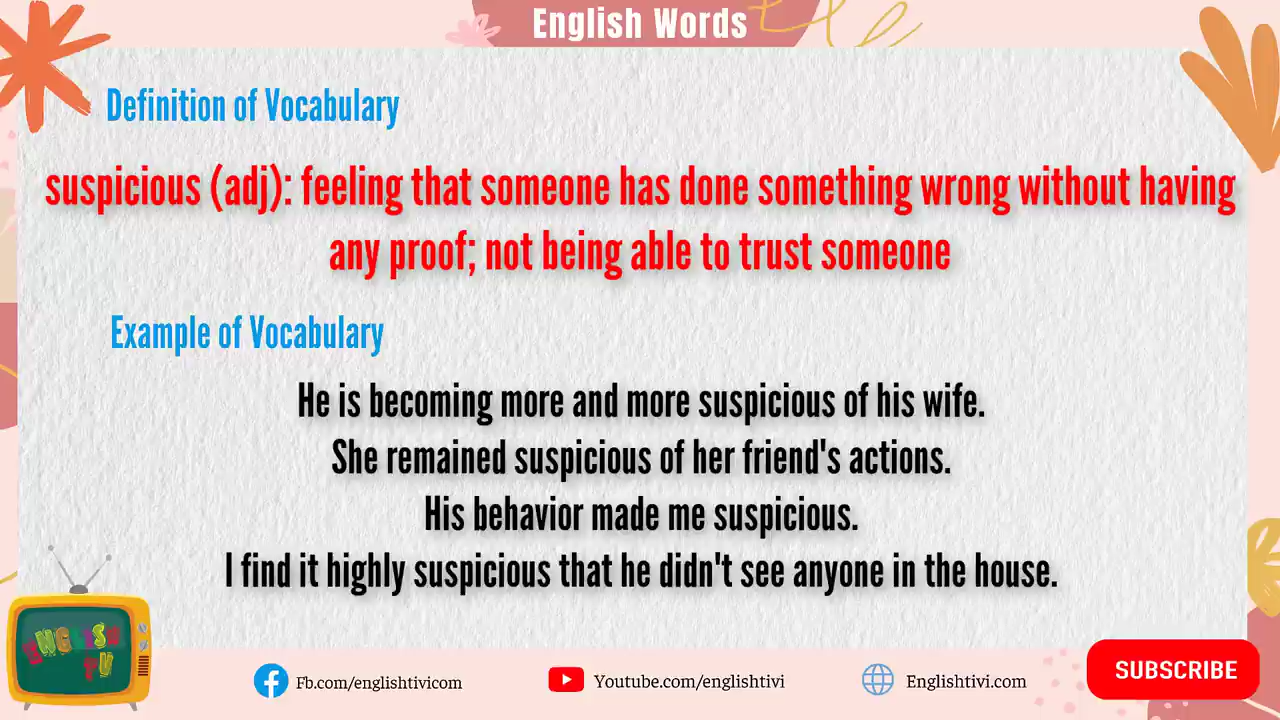 English Words
Definition of Vocabulary
suspicious (adj): feeling that someone has done something wrong without having
any proof; not being able to trust someone
Example of Vocabulary
He is becoming more and more suspicious of his wife.
She remained suspicious of her friend's actions.
His behavior made me suspicious.
I find it highly suspicious that he didn't see anyone in the house.
ENGLISH
TV
Fb.com/englishtivicom
Youtube.com/englishtivi
Englishtivi.com
SUBSCRIBE